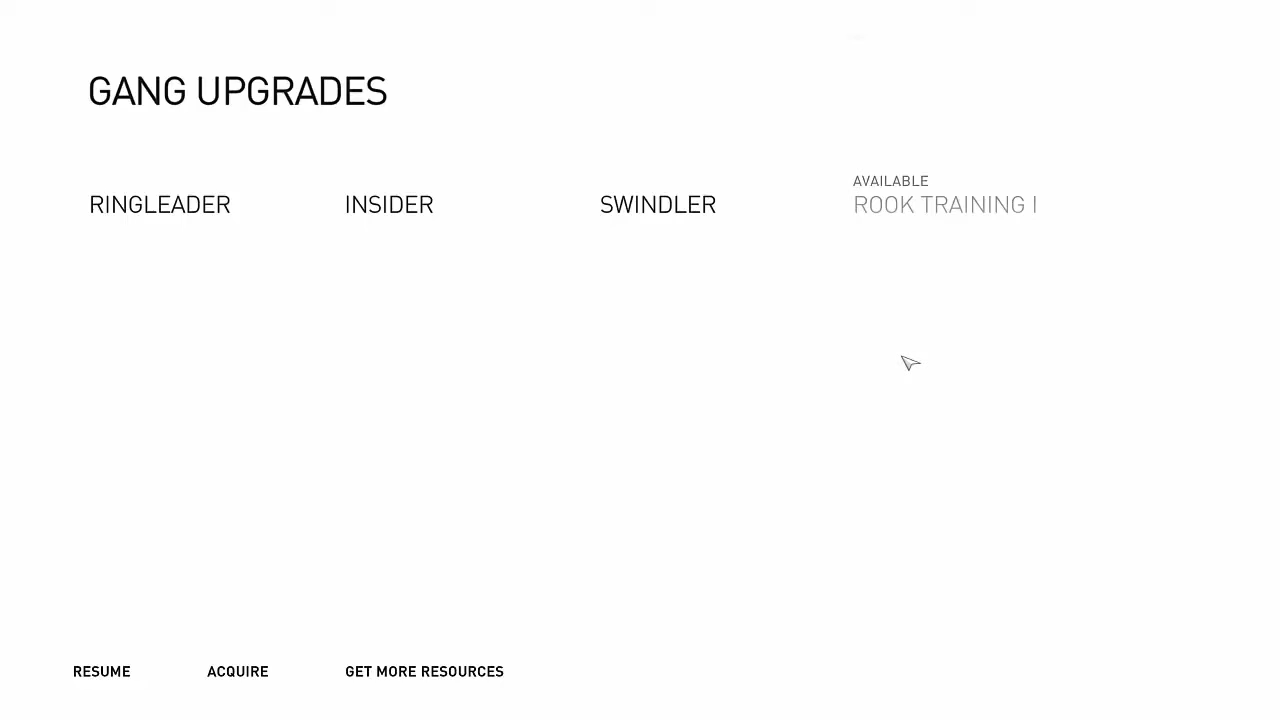 GANG UPGRADES
AVAILABLE
RINGLEADER INSIDER SWINDLER ROOK TRAINING I
RESUME ACQUIRE GET MORE RESOURCES